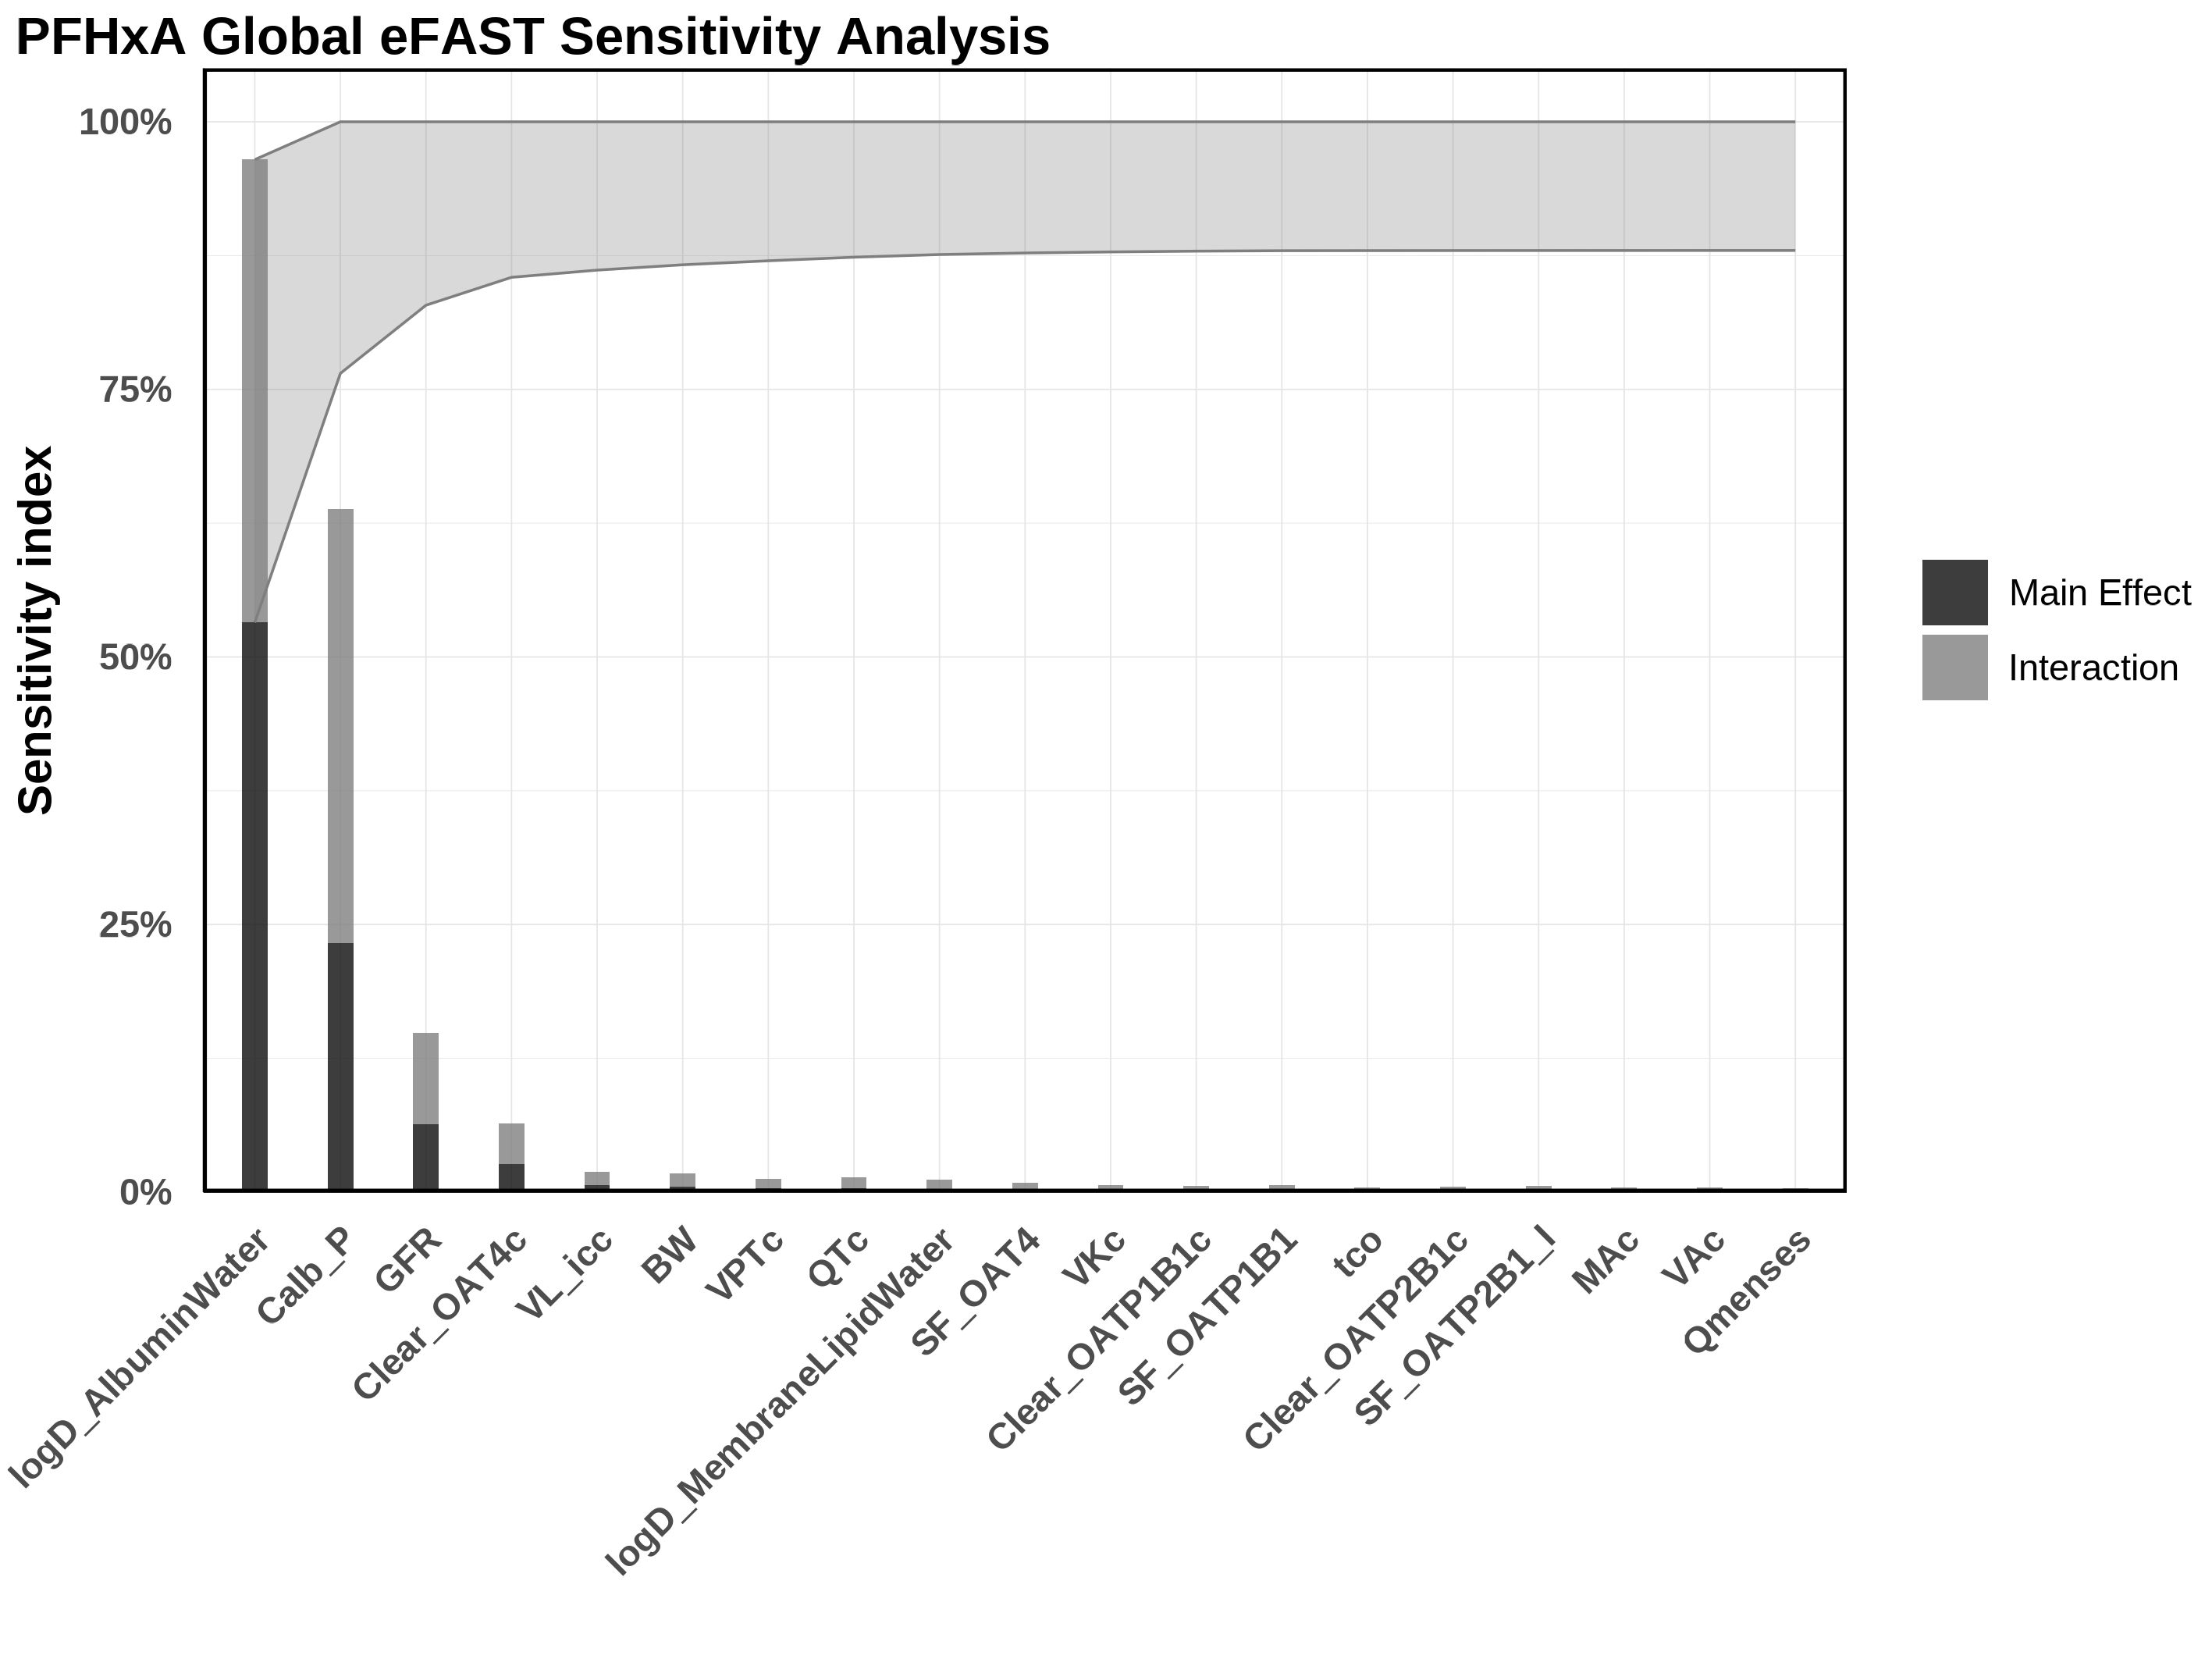 PFHxA Global eFAST Sensitivity Analysis
Sensitivity index
100%
75%
50%
25%
0%
logD_AlbuminWater
Calb_P
GFR
Clear_OAT4c
VL_icc
BW
VPTc
QTc
logD_MembraneLipidWater
SF_OAT4
VKc
Clear_OATP1B1c
SF_OATP1B1
tco
Clear_OATP2B1c
SF_OATP2B1_I
MAc
VAc
Qmenses
Main Effect
Interaction